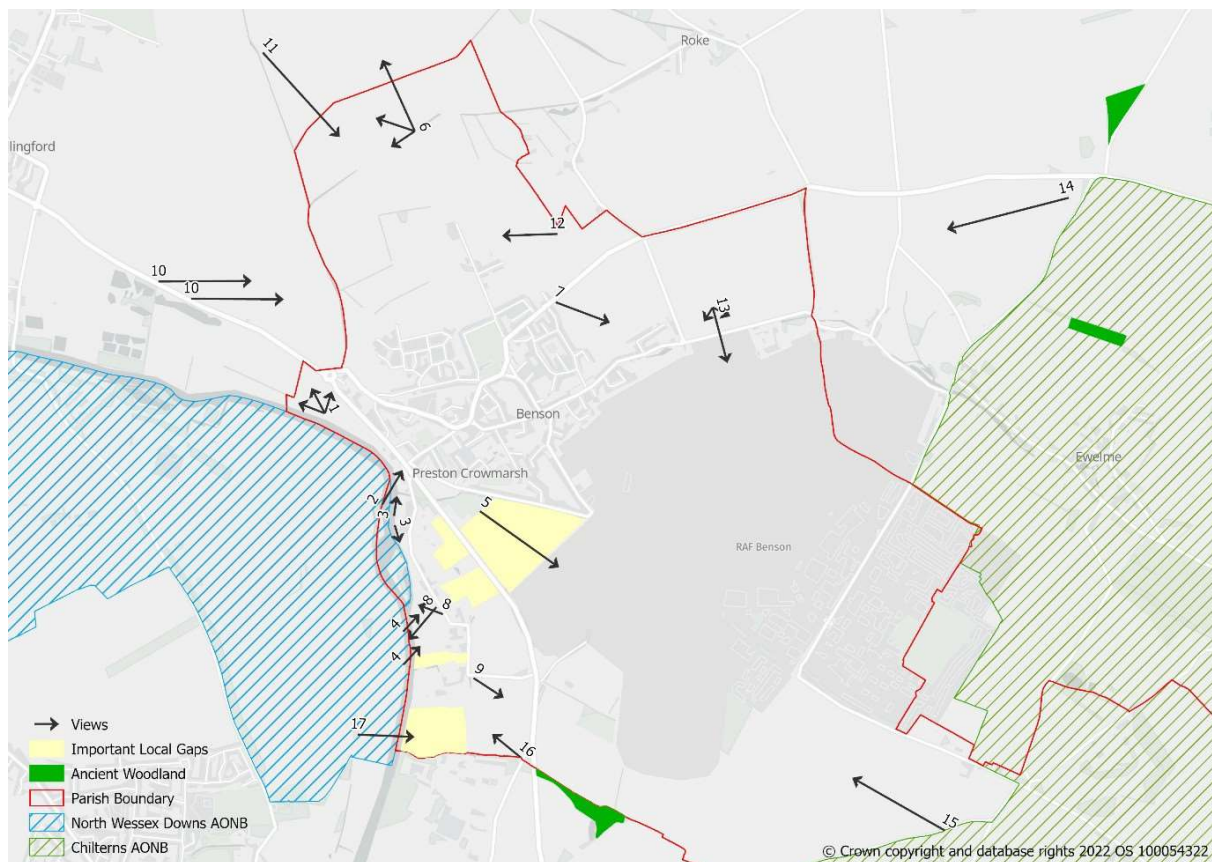 Roke
11
6
14
lingford
12
10
10
7
13
1
Benson
Preston Crowmarsh
Ewelme
2
3
3
5
RAF Benson
8
8
4
4
9
17
16
15
Views
Important Local Gaps
Ancient Woodland
Parish Boundary
North Wessex Downs AONB
Chilterns AONB
© Crown copyright and database rights 2022 OS 100054322